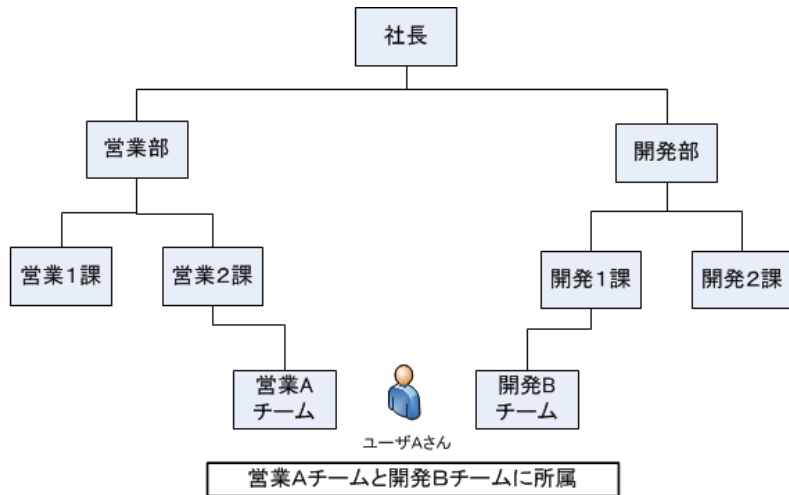 社長
営業部
開発部
営業１課
営業２課
開発１課
開発２課
営業A
チーム
開発B
チーム
ユーザAさん
営業Aチームと開発Bチームに所属